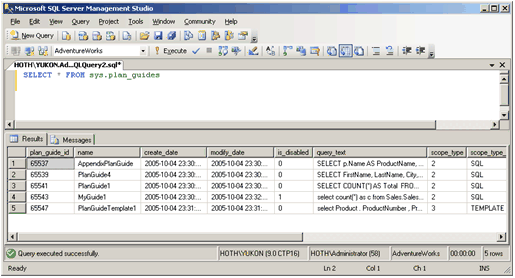 Microsoft SQL Server Management Studio
File Edit View Query Project Tools Window Community Help
New Query
AdventureWorks Execute
HOTH\YUKON.Ad...QLQuery2.sql*
SELECT * FROM sys.plan_guides
Results Messages
plan_guide_id name create_date modify_date is_disabled query_text scope_type scope_type_
1 65537 AppendxPlanGuide 2005-10-04 23:30:... 2005-10-04 23:30:... 0 SELECT p.Name AS ProductName, ... 2 SQL
2 65539 PlanGuide4 2005-10-04 23:30:... 2005-10-04 23:30:... 0 SELECT FirstName, LastName, City,... 2 SQL
3 65541 PlanGuide1 2005-10-04 23:30:... 2005-10-04 23:30:... 0 SELECT COUNT(*) AS Total FRO... 2 SQL
4 65543 MyGuide1 2005-10-04 23:30:... 2005-10-04 23:32:... 1 select count(*) as c from Sales.Sales... 2 SQL
5 65547 PlanGuideTemplate1 2005-10-04 23:31:... 2005-10-04 23:31:... 0 select Product . ProductNumber , Pr... 3 TEMPLATE
Query executed successfully. HOTH\YUKON (9.0 CTP16) HOTH\Administrator (58) AdventureWorks 00:00:00 5 rows
Ready Ln 2 Col 1 Ch 1 INS